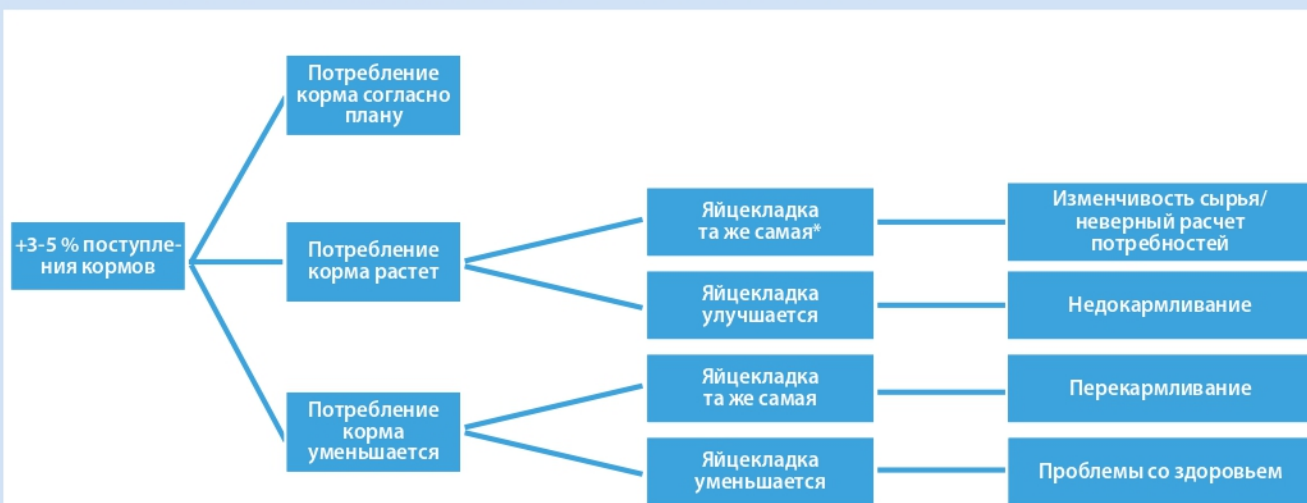 Потребление
корма согласно
плану
+3-5 % поступле-
ния кормов
Потребление
корма растет
Яйцекладка
та же самая*
Изменчивость сырья/
неверный расчет
потребностей
Яйцекладка
улучшается
Недокармливание
Потребление
корма
уменьшается
Яйцекладка
та же самая
Перекармливание
Яйцекладка
уменьшается
Проблемы со здоровьем